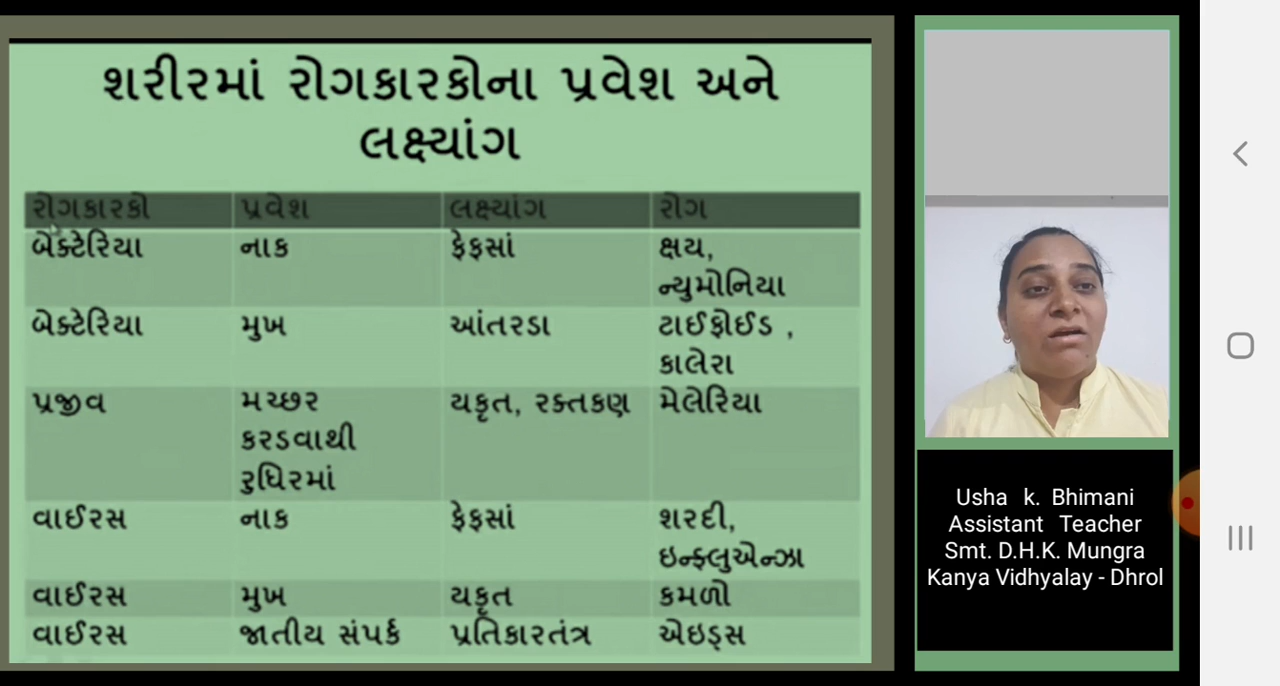 શરીરમાં રોગકારકોના પ્રવેશ અને
લક્ષ્યાંગ
રોગકારકો પ્રવેશ લક્ષ્યાંગ રોગ
બેક્ટેરિયા નાક ફેફસાં ક્ષય,
ન્યુમોનિયા
બેક્ટેરિયા મુખ આંતરડા ટાઈફોઈડ ,
કાલેરા
પ્રજીવ મચ્છર યકૃત, રક્તકણ મેલેરિયા
કરડવાથી
રુધિરમાં
વાઈરસ નાક ફેફસાં શરદી,
ઇન્ફ્લુએન્ઝા
વાઈરસ મુખ યકૃત કમળો
વાઈરસ જાતીય સંપર્ક પ્રતિકારતંત્ર એઇડ્સ
Usha k. Bhimani
Assistant Teacher
Smt. D.H.K. Mungra
Kanya Vidhyalay - Dhrol